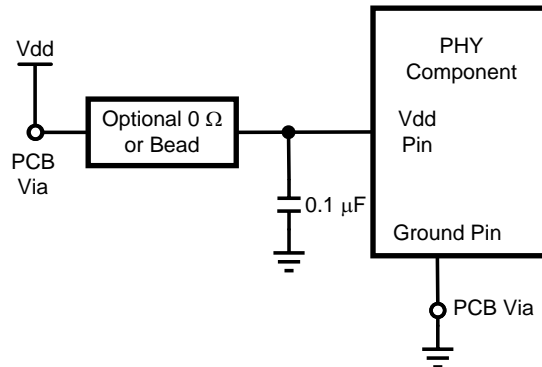 Vdd
PHY
Component
Optional 0 Ω
or Bead
Vdd
Pin
PCB
Via
0.1 μF
Ground Pin
PCB Via